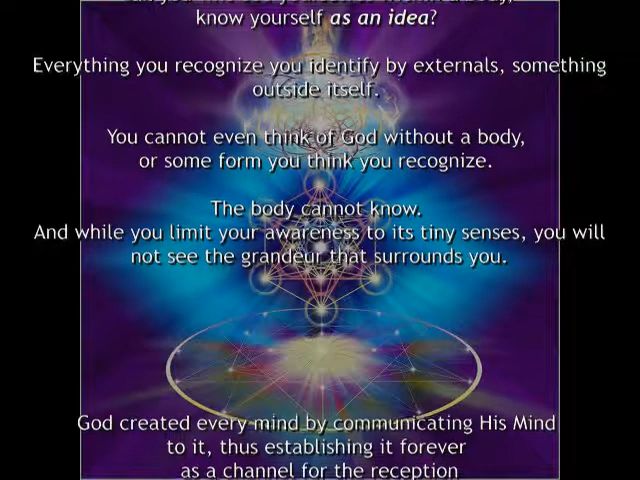 know yourself as an idea?
Everything you recognize you identify by externals, something
outside itself.
You cannot even think of God without a body,
or some form you think you recognize.
The body cannot know.
And while you limit your awareness to its tiny senses, you will
not see the grandeur that surrounds you.
God created every mind by communicating His Mind
to it, thus establishing it forever
as a channel for the reception